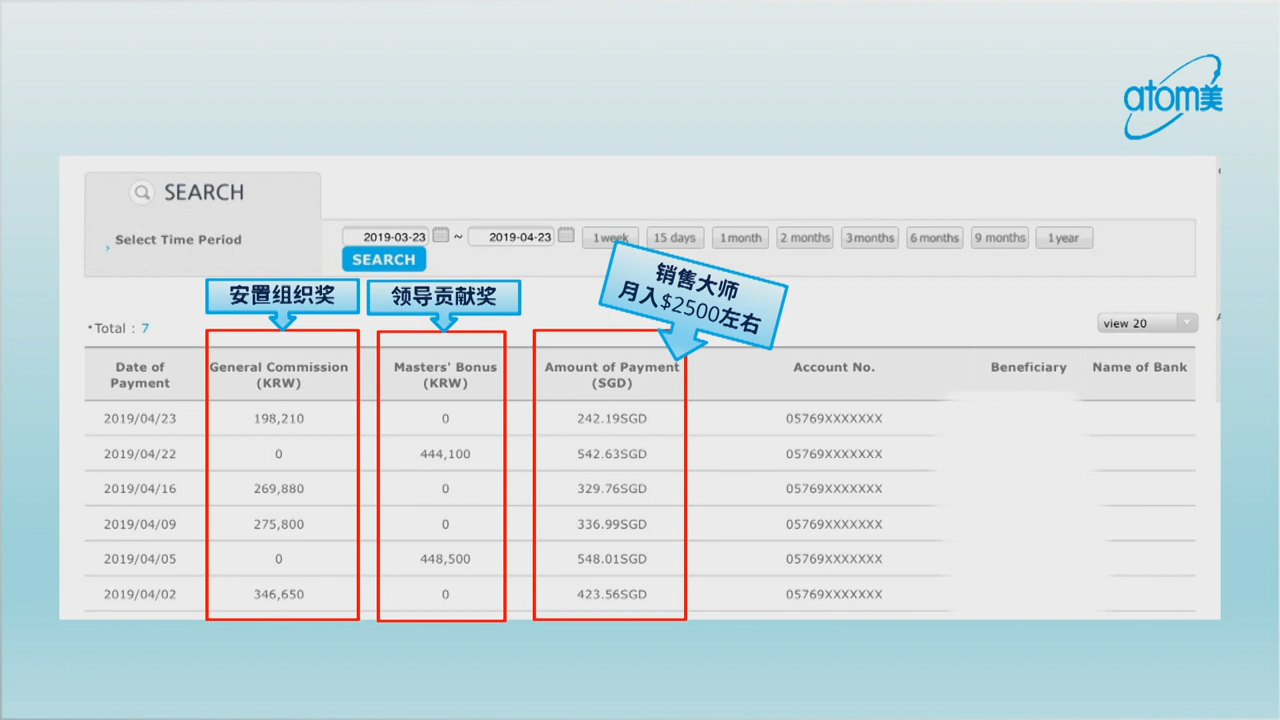 atom美
SEARCH
Select Time Period
2019-03-23 ~ 2019-04-23 1 week 15 days 1 month 2 months 3 months 6 months 9 months 1 year
SEARCH
安置组织奖
领导贡献奖
销售大师
月入$2500左右
•Total : 7
view 20
Date of Payment General Commission (KRW) Masters' Bonus (KRW) Amount of Payment (SGD) Account No. Beneficiary Name of Bank
2019/04/23 198,210 0 242.19SGD 05769XXXXXXX
2019/04/22 0 444,100 542.63SGD 05769XXXXXXX
2019/04/16 269,880 0 329.76SGD 05769XXXXXXX
2019/04/09 275,800 0 336.99SGD 05769XXXXXXX
2019/04/05 0 448,500 548.01SGD 05769XXXXXXX
2019/04/02 346,650 0 423.56SGD 05769XXXXXXX